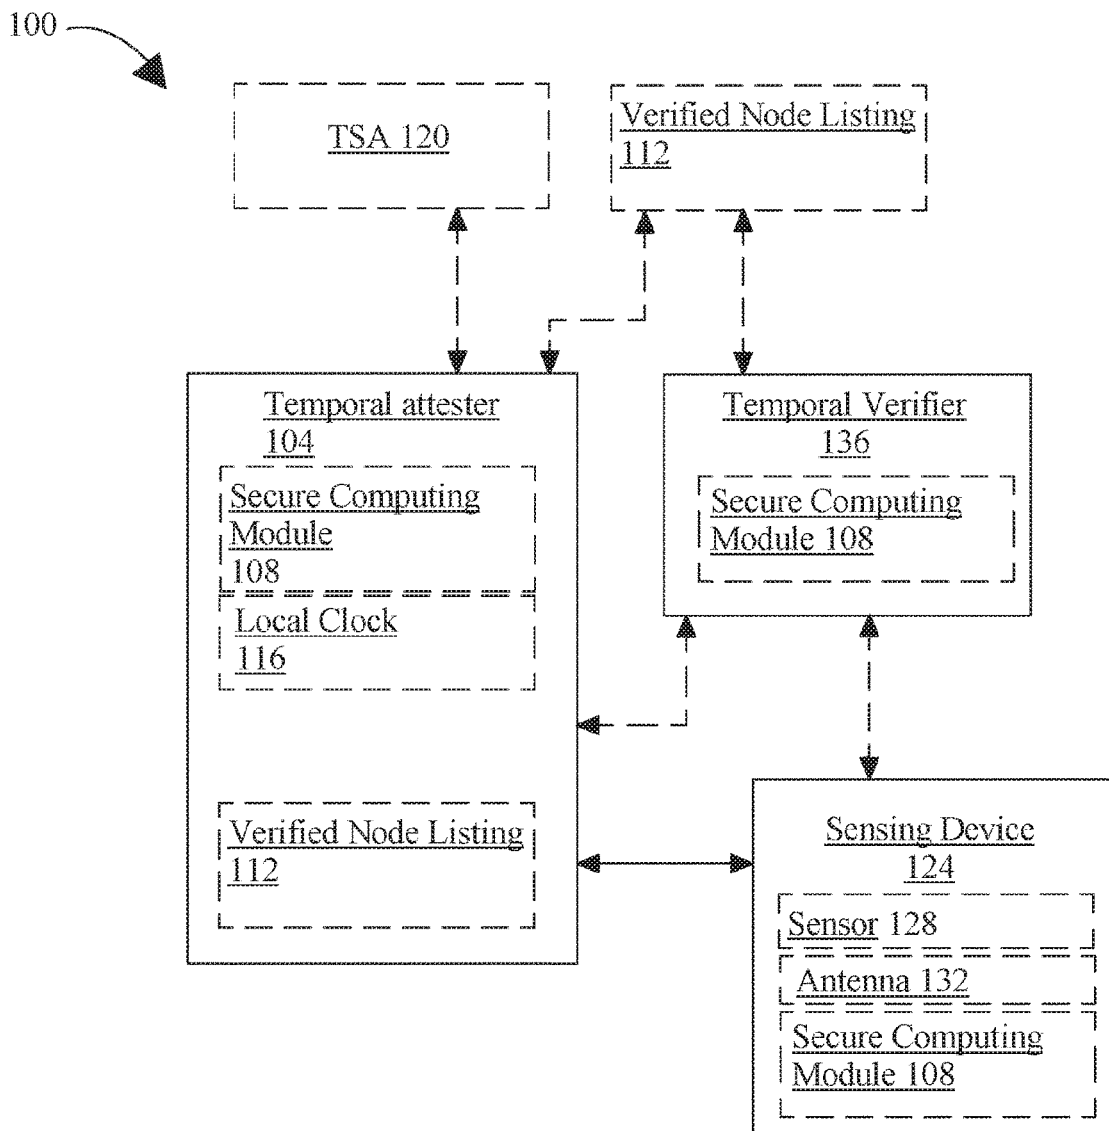 100
TSA 120
Verified Node Listing
112
Temporal attester
104
Secure Computing
Module
108
Local Clock
116
Verified Node Listing
112
Temporal Verifier
136
Secure Computing
Module 108
Sensing Device
124
Sensor 128
Antenna 132
Secure Computing
Module 108